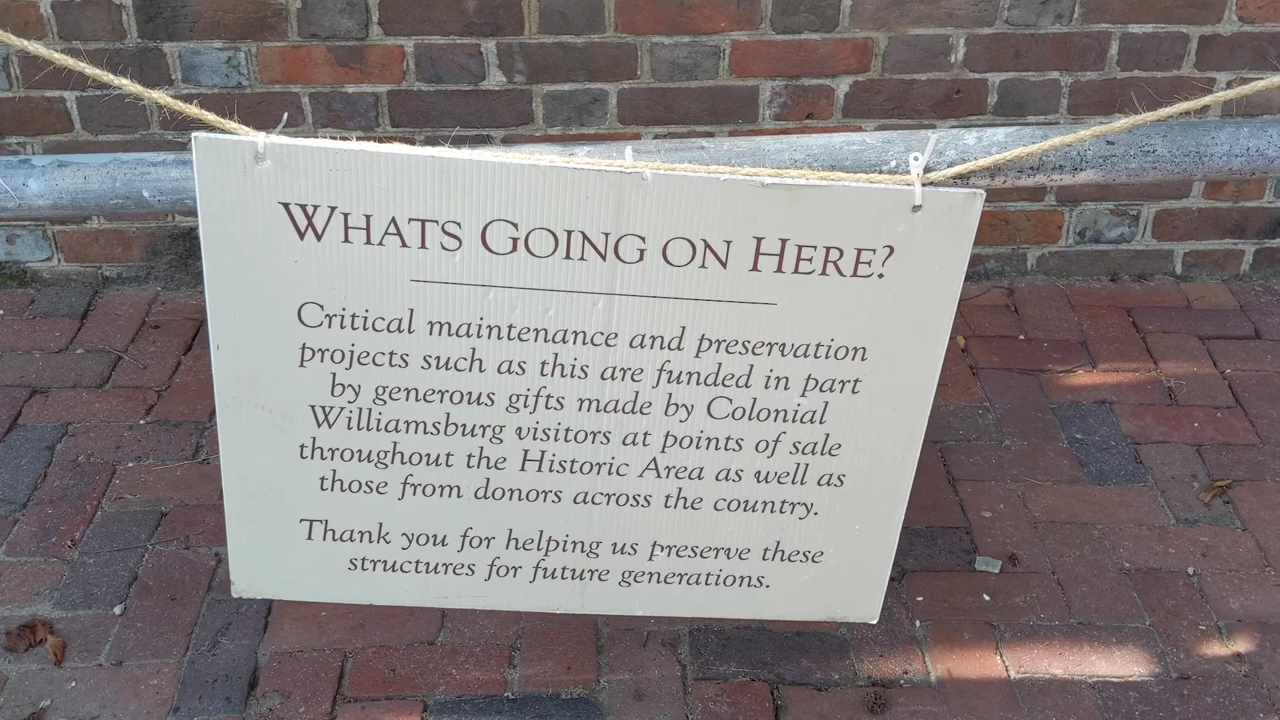 WHATS GOING ON HERE?
Critical maintenance and preservation
projects such as this are funded in part
by generous gifts made by Colonial
Williamsburg visitors at points of sale
throughout the Historic Area as well as
those from donors across the country.
Thank you for helping us preserve these
structures for future generations.